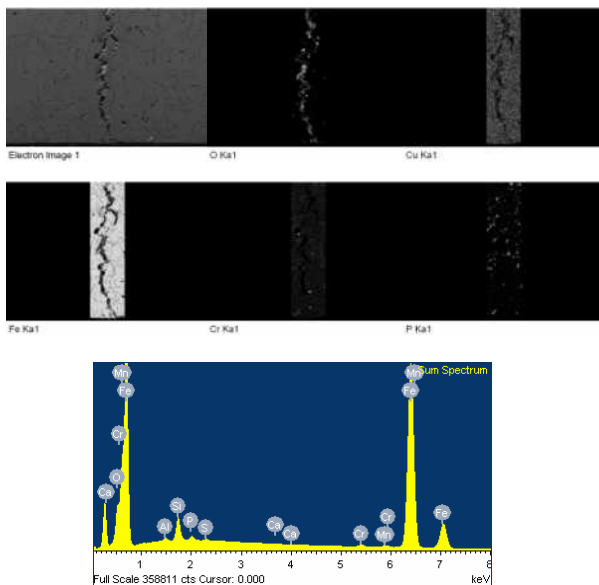 Electron Image 1 O Ka1 Cu Ka1
Fe Ka1 Cr Ka1 P Ka1
Mn Mn Sum Spectrum
Fe Fe
Cr
Ca O Si P Al S Ca Ca Cr Cr Mn Fe
1 2 3 4 5 6 7 8
Full Scale 358811 cts Cursor: 0.000 keV